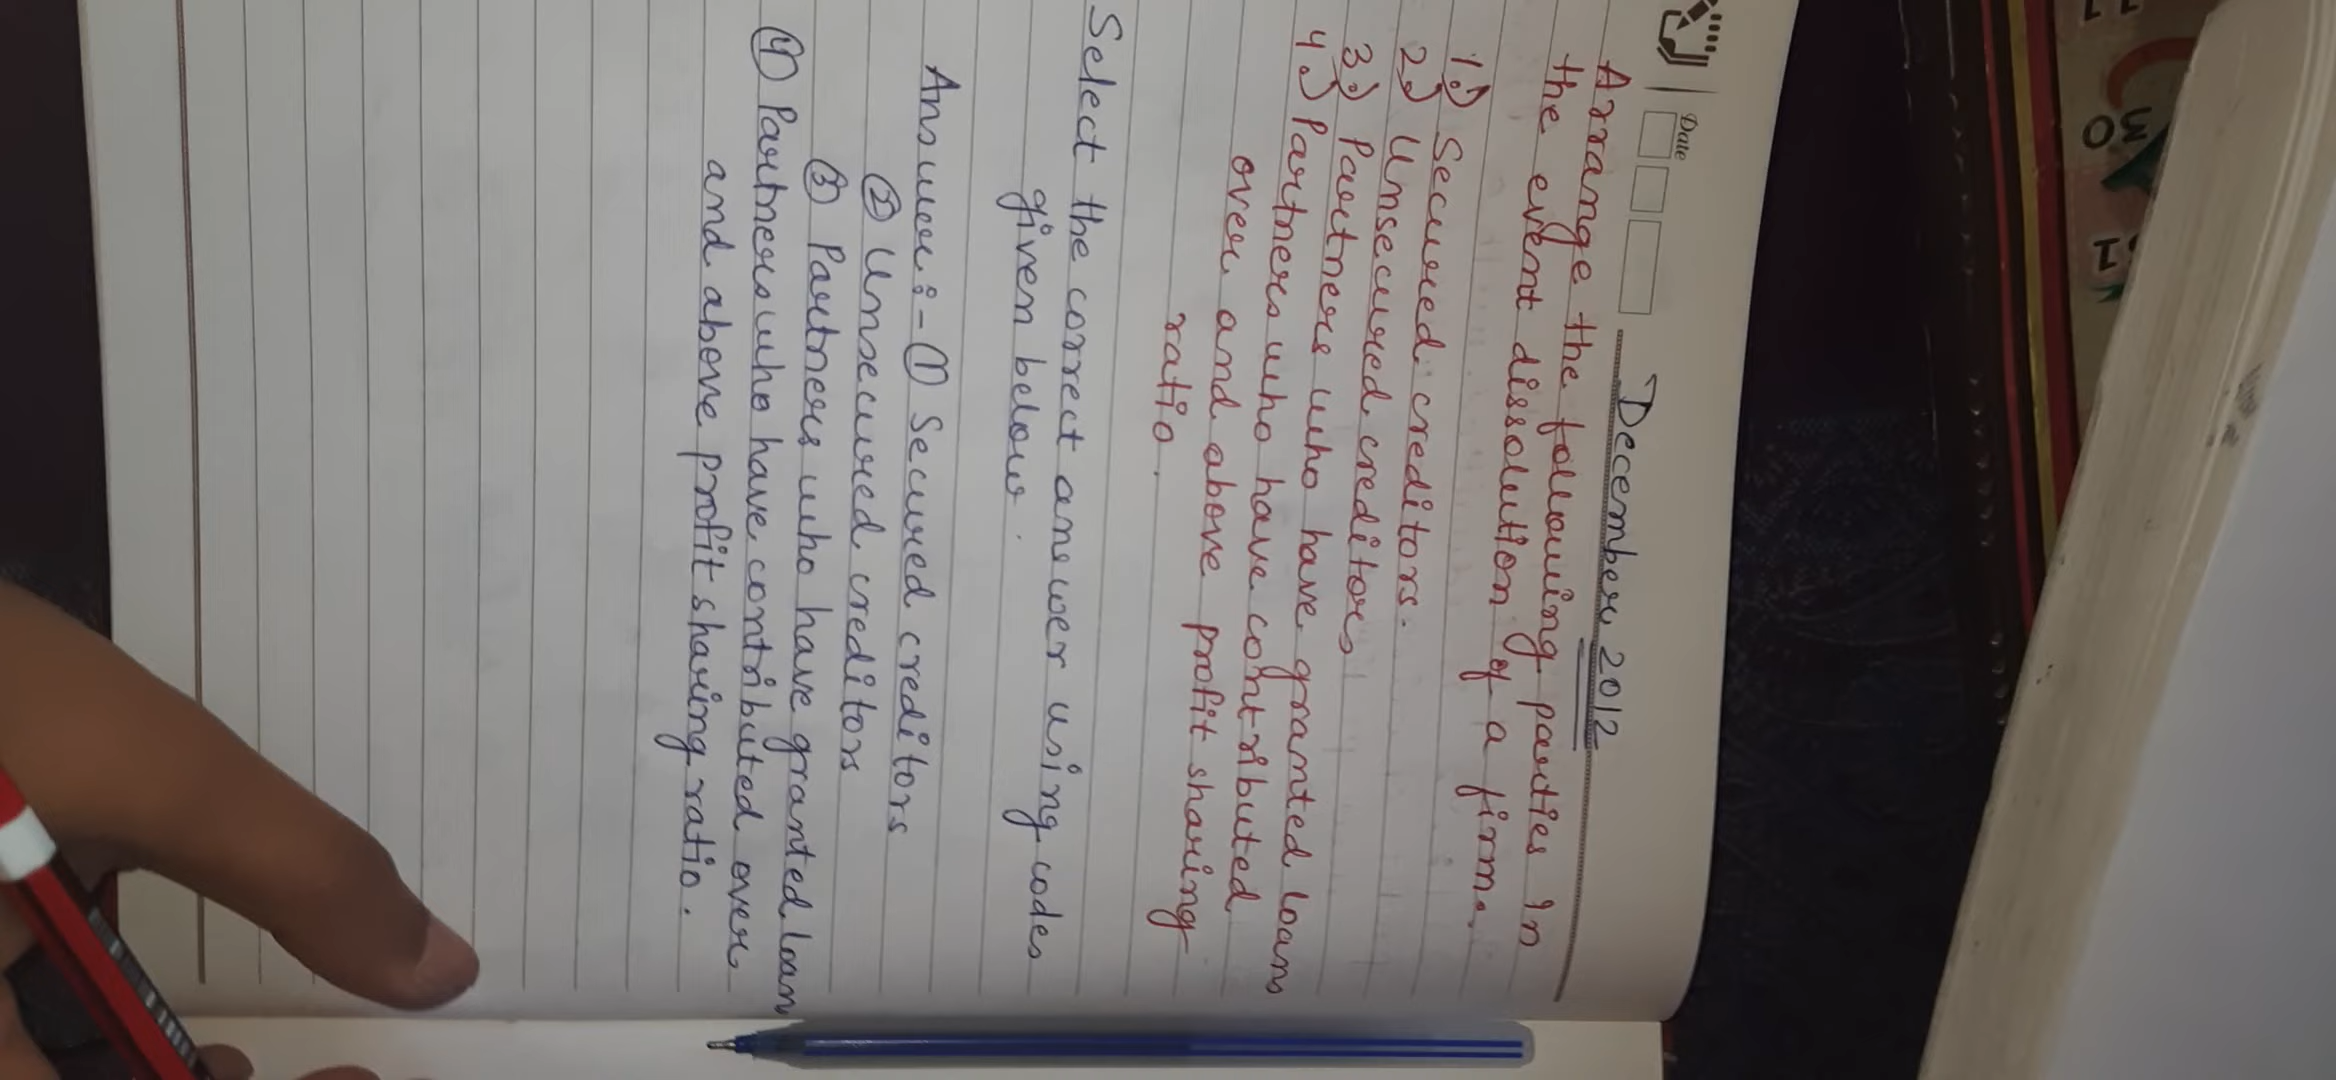 Date
December 2012
Arrange the following parties in
the event dissolution of a firm.
1.) Secured creditors.
2.) Unsecured creditors
3.) Partners who have granted loans
4.) Partners who have contributed
over and above profit sharing
ratio.
Select the correct answer using codes
given below.
Answer:- ① Secured creditors
② Unsecured creditors
③ Partners who have granted loans
④ Partners who have contributed over
and above profit sharing ratio.